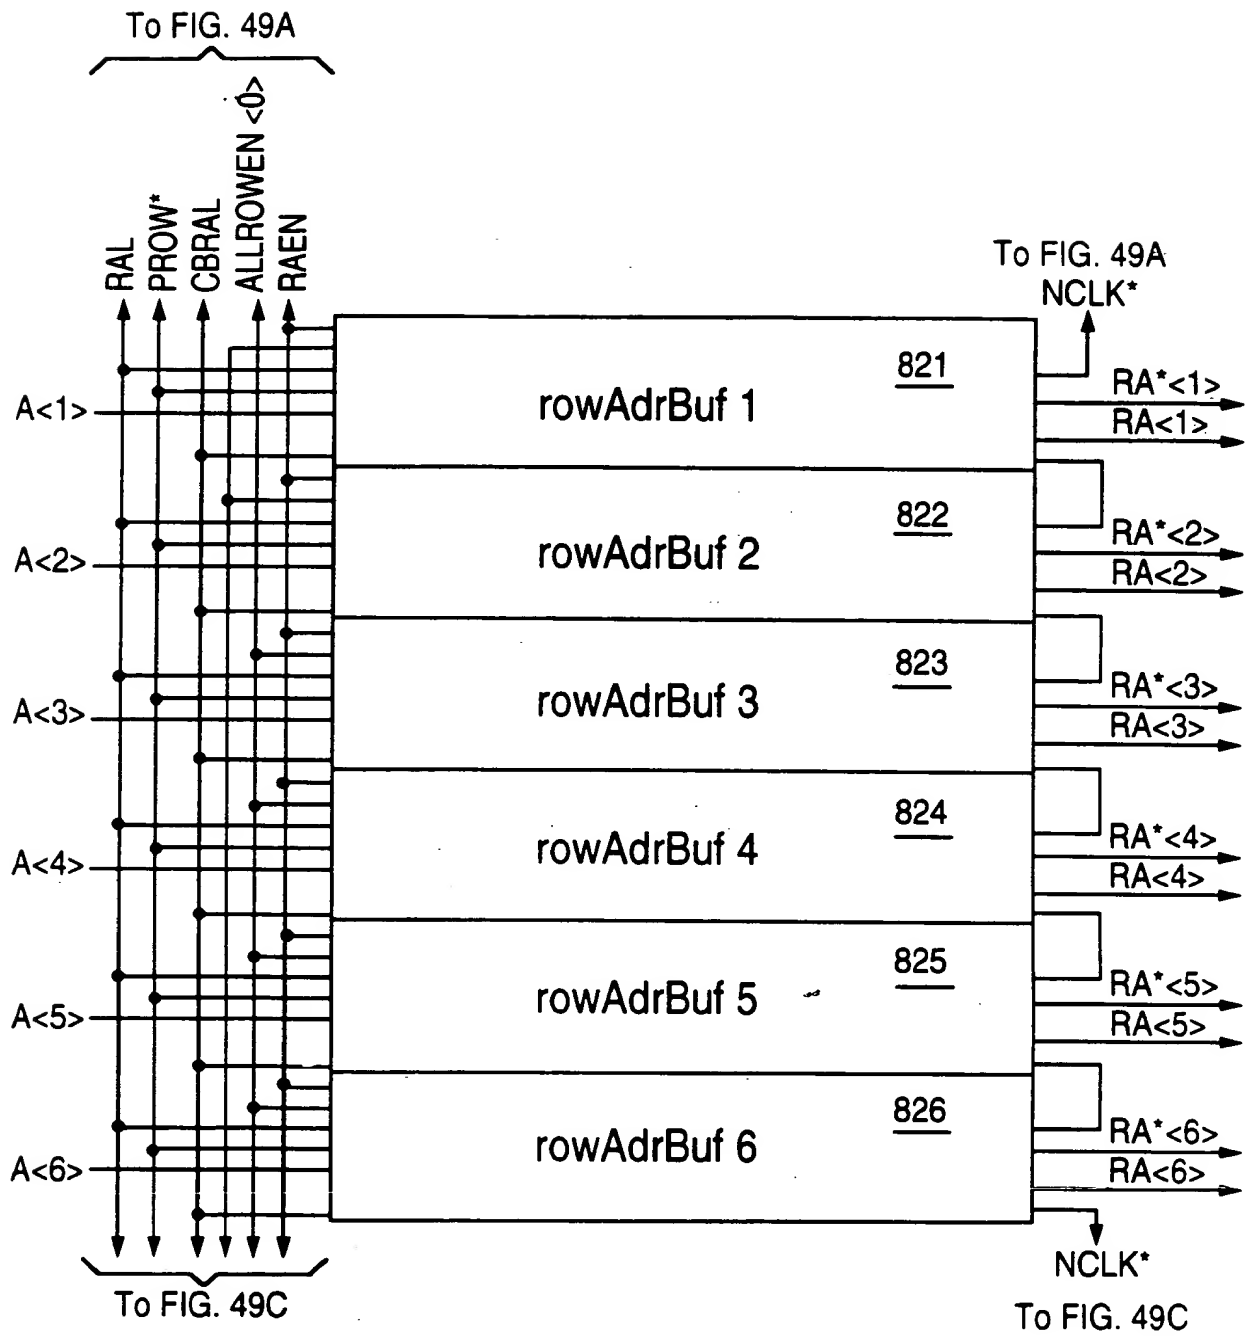 To FIG. 49A
RAL
PROW*
CBRAL
ALLROWEN <0>
RAEN
To FIG. 49A
NCLK*
821
rowAdrBuf 1
A<1>
RA*<1>
RA<1>
822
rowAdrBuf 2
A<2>
RA*<2>
RA<2>
823
rowAdrBuf 3
A<3>
RA*<3>
RA<3>
824
rowAdrBuf 4
A<4>
RA*<4>
RA<4>
825
rowAdrBuf 5
A<5>
RA*<5>
RA<5>
826
rowAdrBuf 6
A<6>
RA*<6>
RA<6>
NCLK*
To FIG. 49C
To FIG. 49C